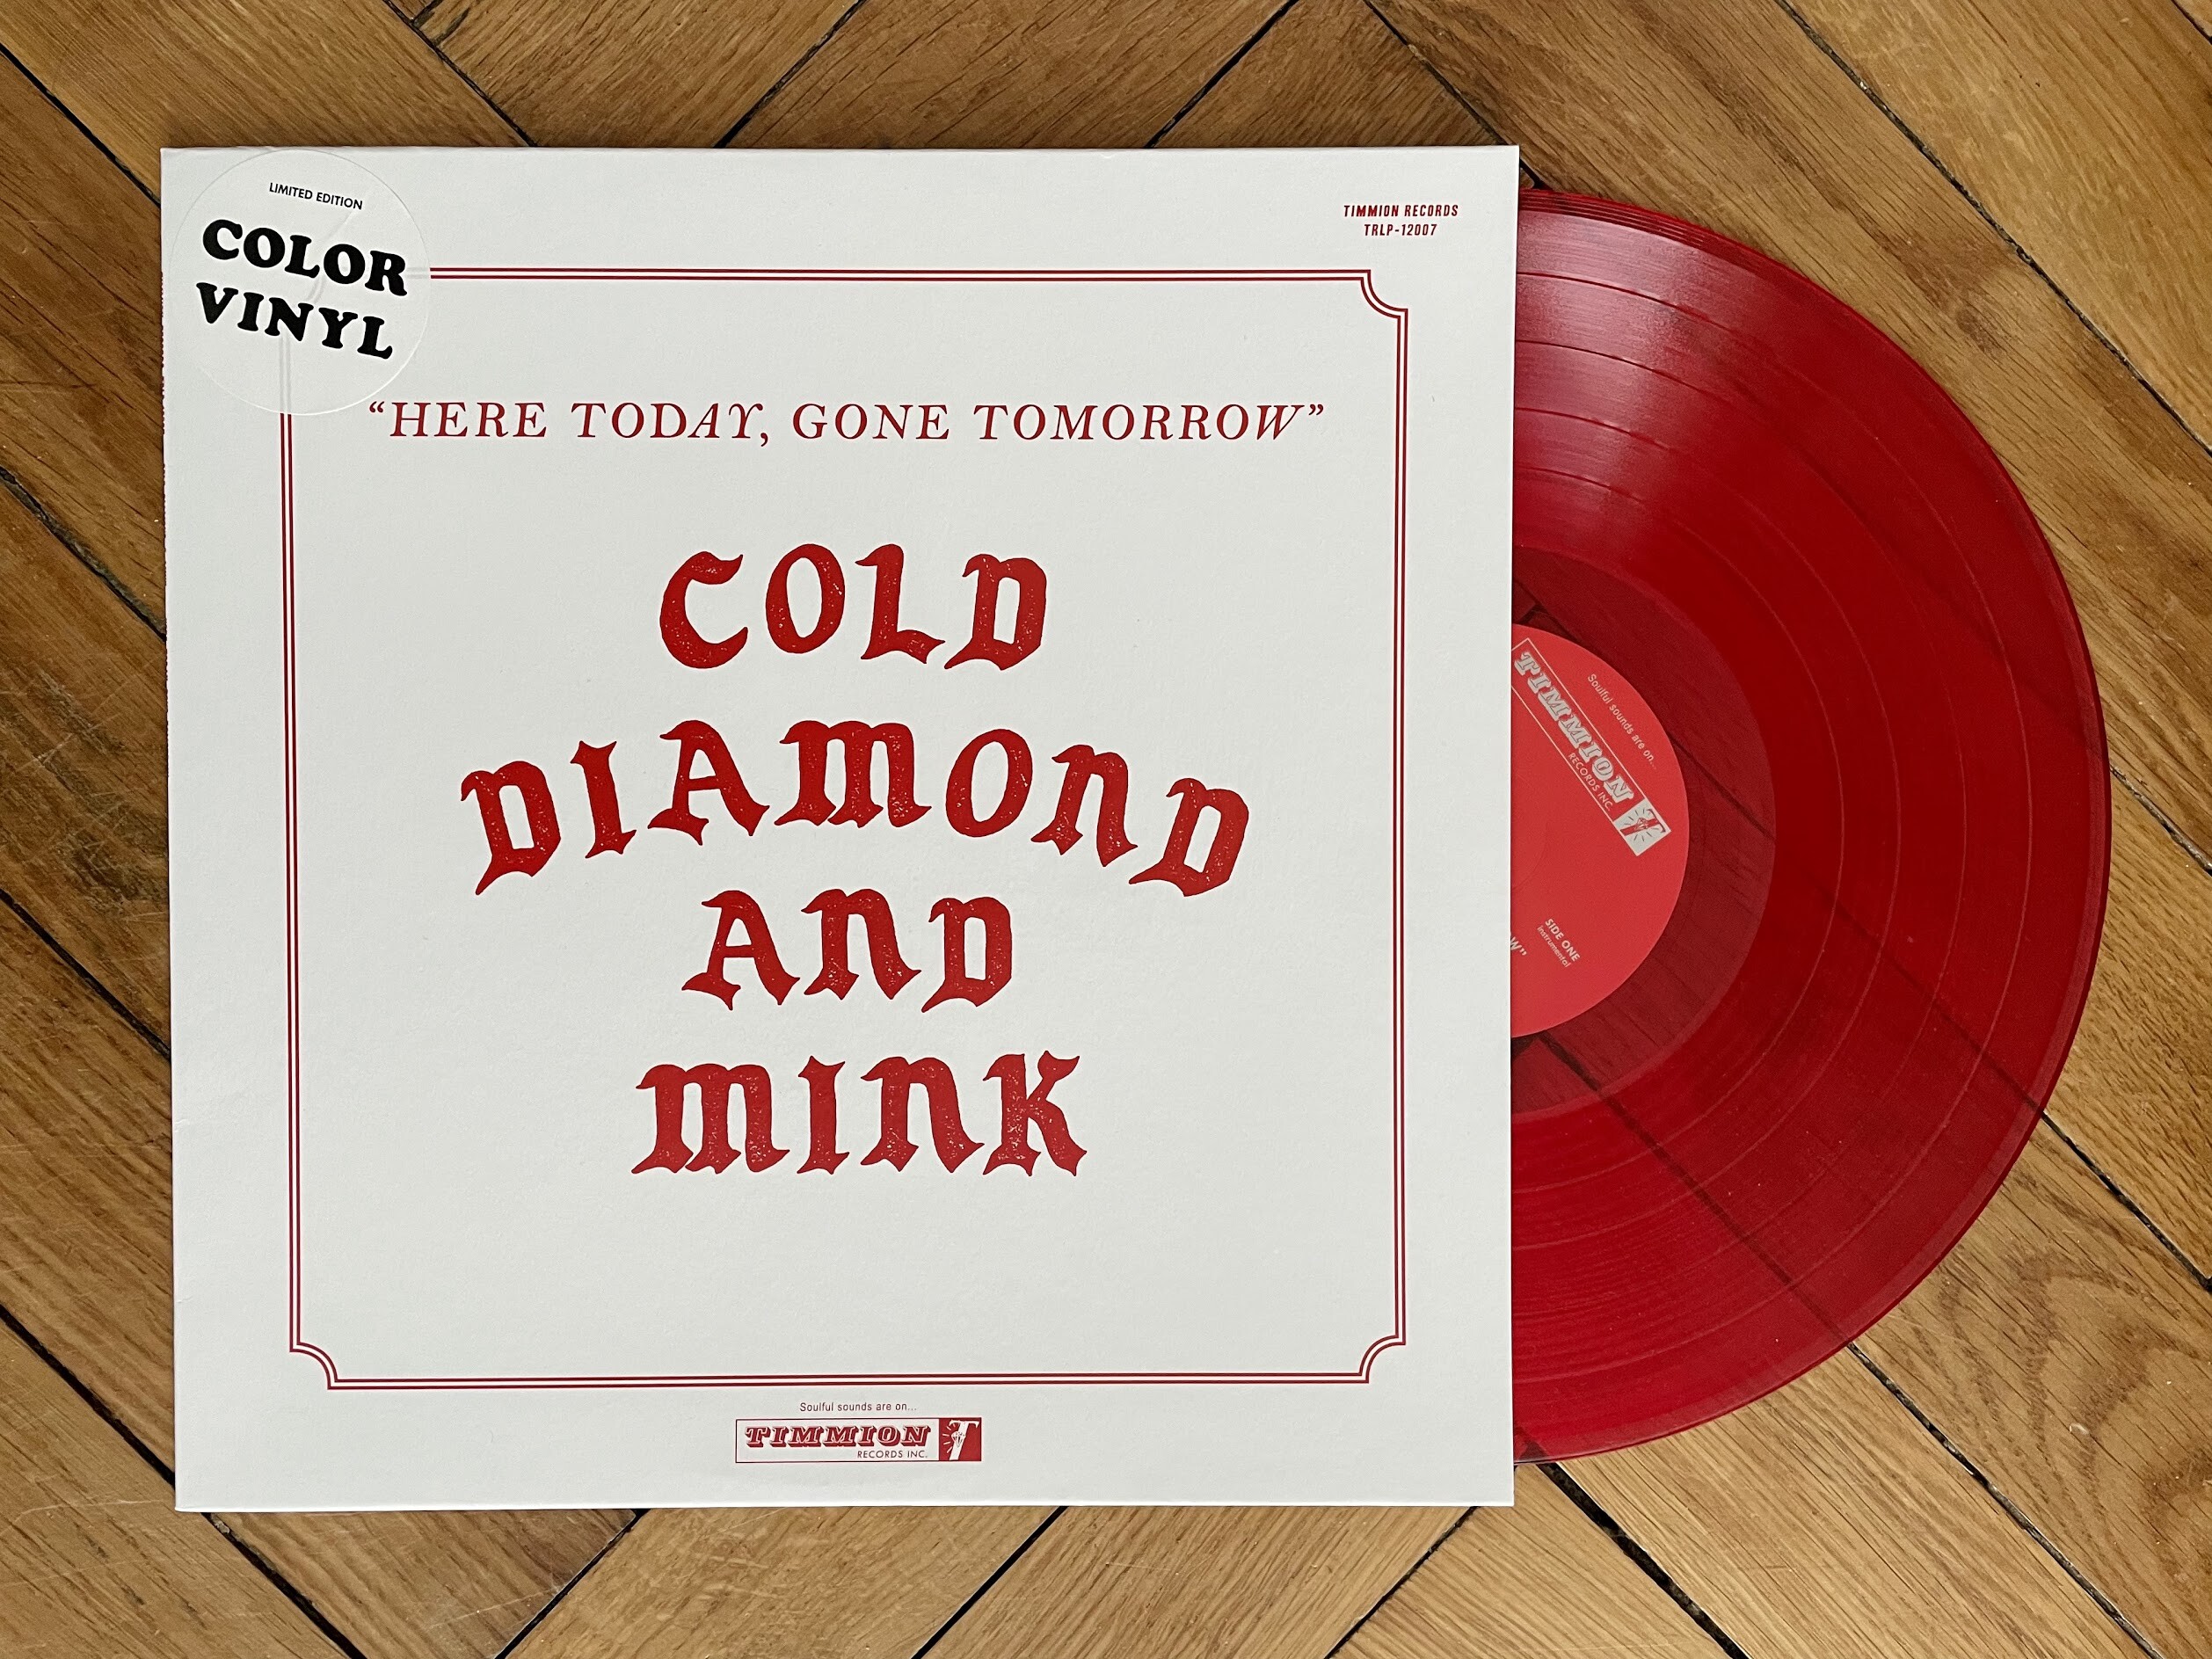 LIMITED EDITION
COLOR
VINYL
TIMMION RECORDS
TRLP-12007
“HERE TODAY, GONE TOMORROW”
COLD
DIAMOND
AND
MINK
Soulful sounds are on...
TIMMION T
RECORDS INC.
Soulful sounds are on...
TIMMION T
RECORDS INC.
SIDE ONE
Instrumental